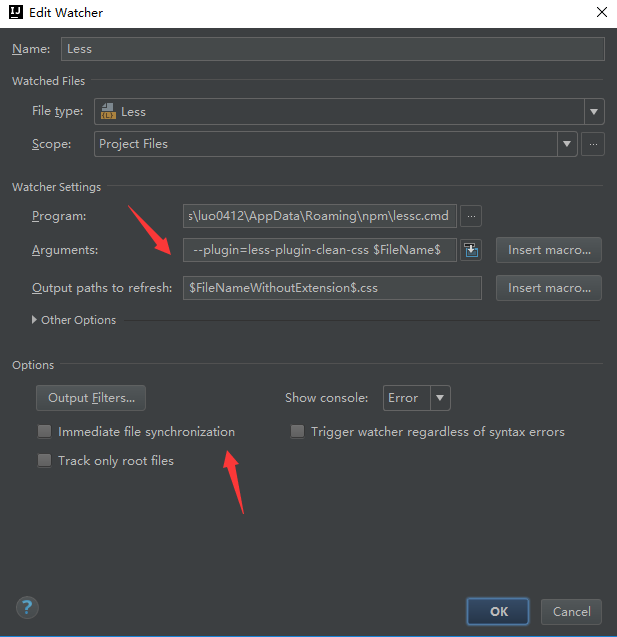 IJ Edit Watcher
Name: Less
Watched Files
File type: {L} Less
Scope: Project Files ...
Watcher Settings
Program: s\luo0412\AppData\Roaming\npm\lessc.cmd ...
Arguments: --plugin=less-plugin-clean-css $FileName$ Insert macro...
Output paths to refresh: $FileNameWithoutExtension$.css Insert macro...
Other Options
Options
Output Filters... Show console: Error
Immediate file synchronization Trigger watcher regardless of syntax errors
Track only root files
? OK Cancel